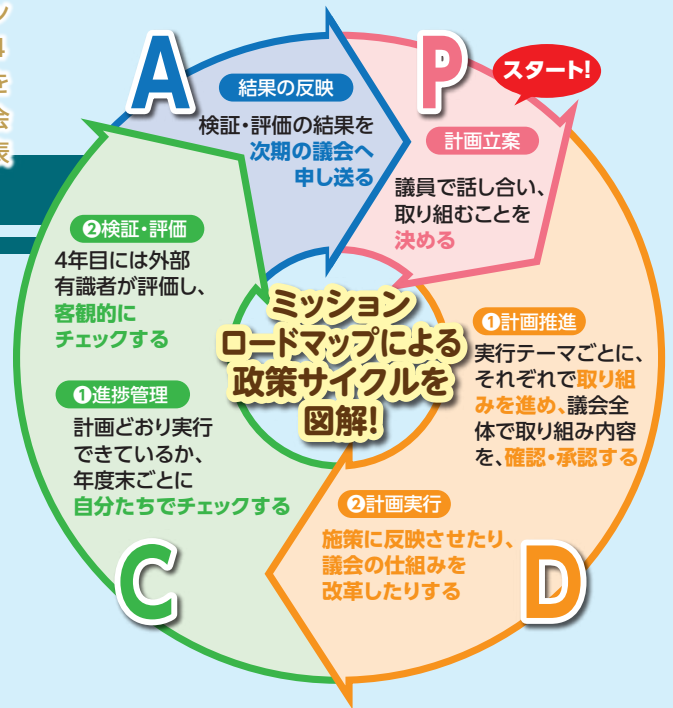 ン
4
を
会
表
A
結果の反映
検証・評価の結果を
次期の議会へ
申し送る
P
スタート!
計画立案
議員で話し合い、
取り組むことを
決める
ミッション
ロードマップによる
政策サイクルを
図解!
❶計画推進
実行テーマごとに、
それぞれで取り組
みを進め、議会全
体で取り組み内容
を、確認・承認する
D
❷計画実行
施策に反映させたり、
議会の仕組みを
改革したりする
C
❶進捗管理
計画どおり実行
できているか、
年度末ごとに
自分たちでチェックする
❷検証・評価
4年目には外部
有識者が評価し、
客観的に
チェックする